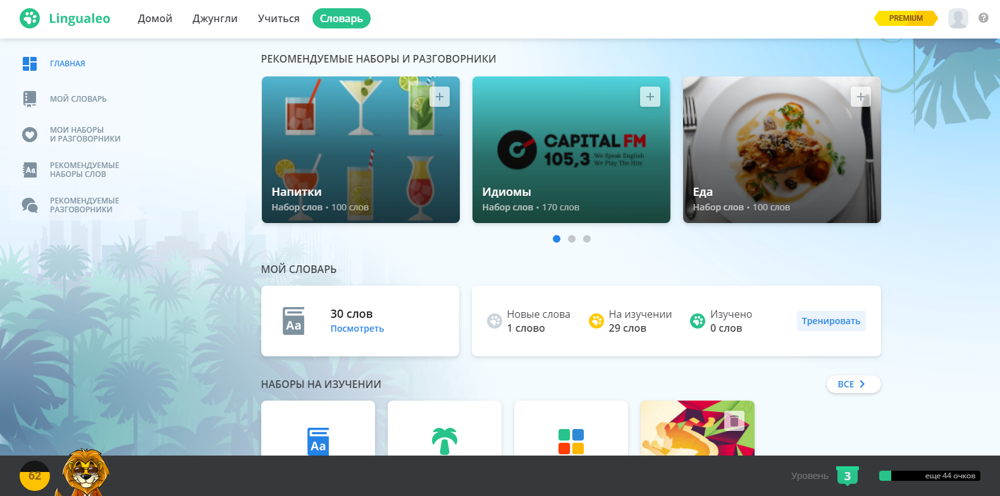 Lingualeo
Домой
Джунгли
Учиться
Словарь
PREMIUM
?
ГЛАВНАЯ
МОЙ СЛОВАРЬ
МОИ НАБОРЫ
И РАЗГОВОРНИКИ
Aa
РЕКОМЕНДУЕМЫЕ
НАБОРЫ СЛОВ
РЕКОМЕНДУЕМЫЕ
РАЗГОВОРНИКИ
РЕКОМЕНДУЕМЫЕ НАБОРЫ И РАЗГОВОРНИКИ
Напитки
Набор слов • 100 слов
CAPITAL FM
105,3
We Speak English
We Play The Hits
Идиомы
Набор слов • 170 слов
Еда
Набор слов • 100 слов
МОЙ СЛОВАРЬ
Aa
30 слов
Посмотреть
Новые слова
1 слово
На изучении
29 слов
Изучено
0 слов
Тренировать
НАБОРЫ НА ИЗУЧЕНИИ
ВСЕ
Aa
62
Уровень
3
еще 44 очков